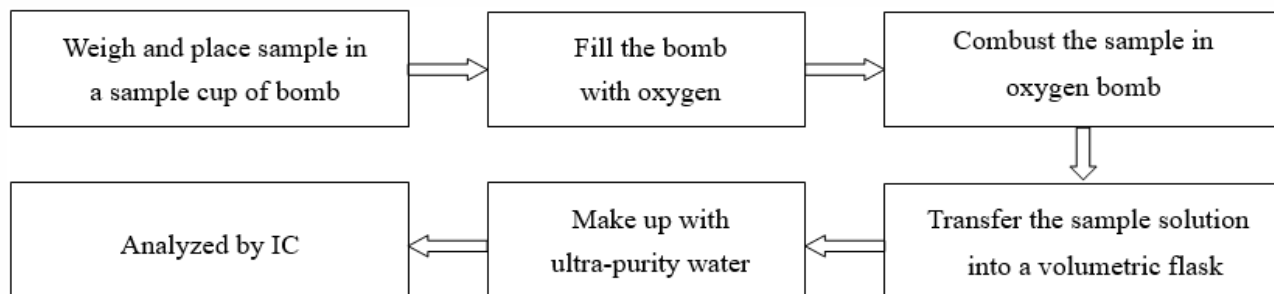 Weigh and place sample in
a sample cup of bomb
Fill the bomb
with oxygen
Combust the sample in
oxygen bomb
Transfer the sample solution
into a volumetric flask
Make up with
ultra-purity water
Analyzed by IC